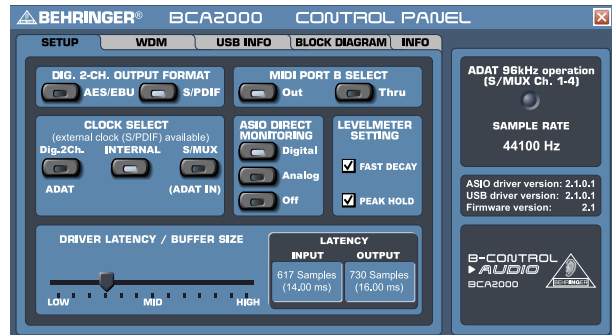 BEHRINGER® BCA2000 CONTROL PANEL
SETUP WDM USB INFO BLOCK DIAGRAM INFO
DIG. 2-CH. OUTPUT FORMAT
AES/EBU S/PDIF
MIDI PORT B SELECT
Out Thru
CLOCK SELECT
(external clock (S/PDIF) available)
Dig.2Ch. INTERNAL S/MUX
ADAT (ADAT IN)
ASIO DIRECT
MONITORING
Digital
Analog
Off
LEVELMETER
SETTING
FAST DECAY
PEAK HOLD
DRIVER LATENCY / BUFFER SIZE
LOW MID HIGH
LATENCY
INPUT OUTPUT
617 Samples 730 Samples
(14.00 ms) (16.00 ms)
ADAT 96kHz operation
(S/MUX Ch. 1-4)
SAMPLE RATE
44100 Hz
ASIO driver version: 2.1.0.1
USB driver version: 2.1.0.1
Firmware version: 2.1
B-CONTROL
AUDIO
BCA2000
BEHRINGER